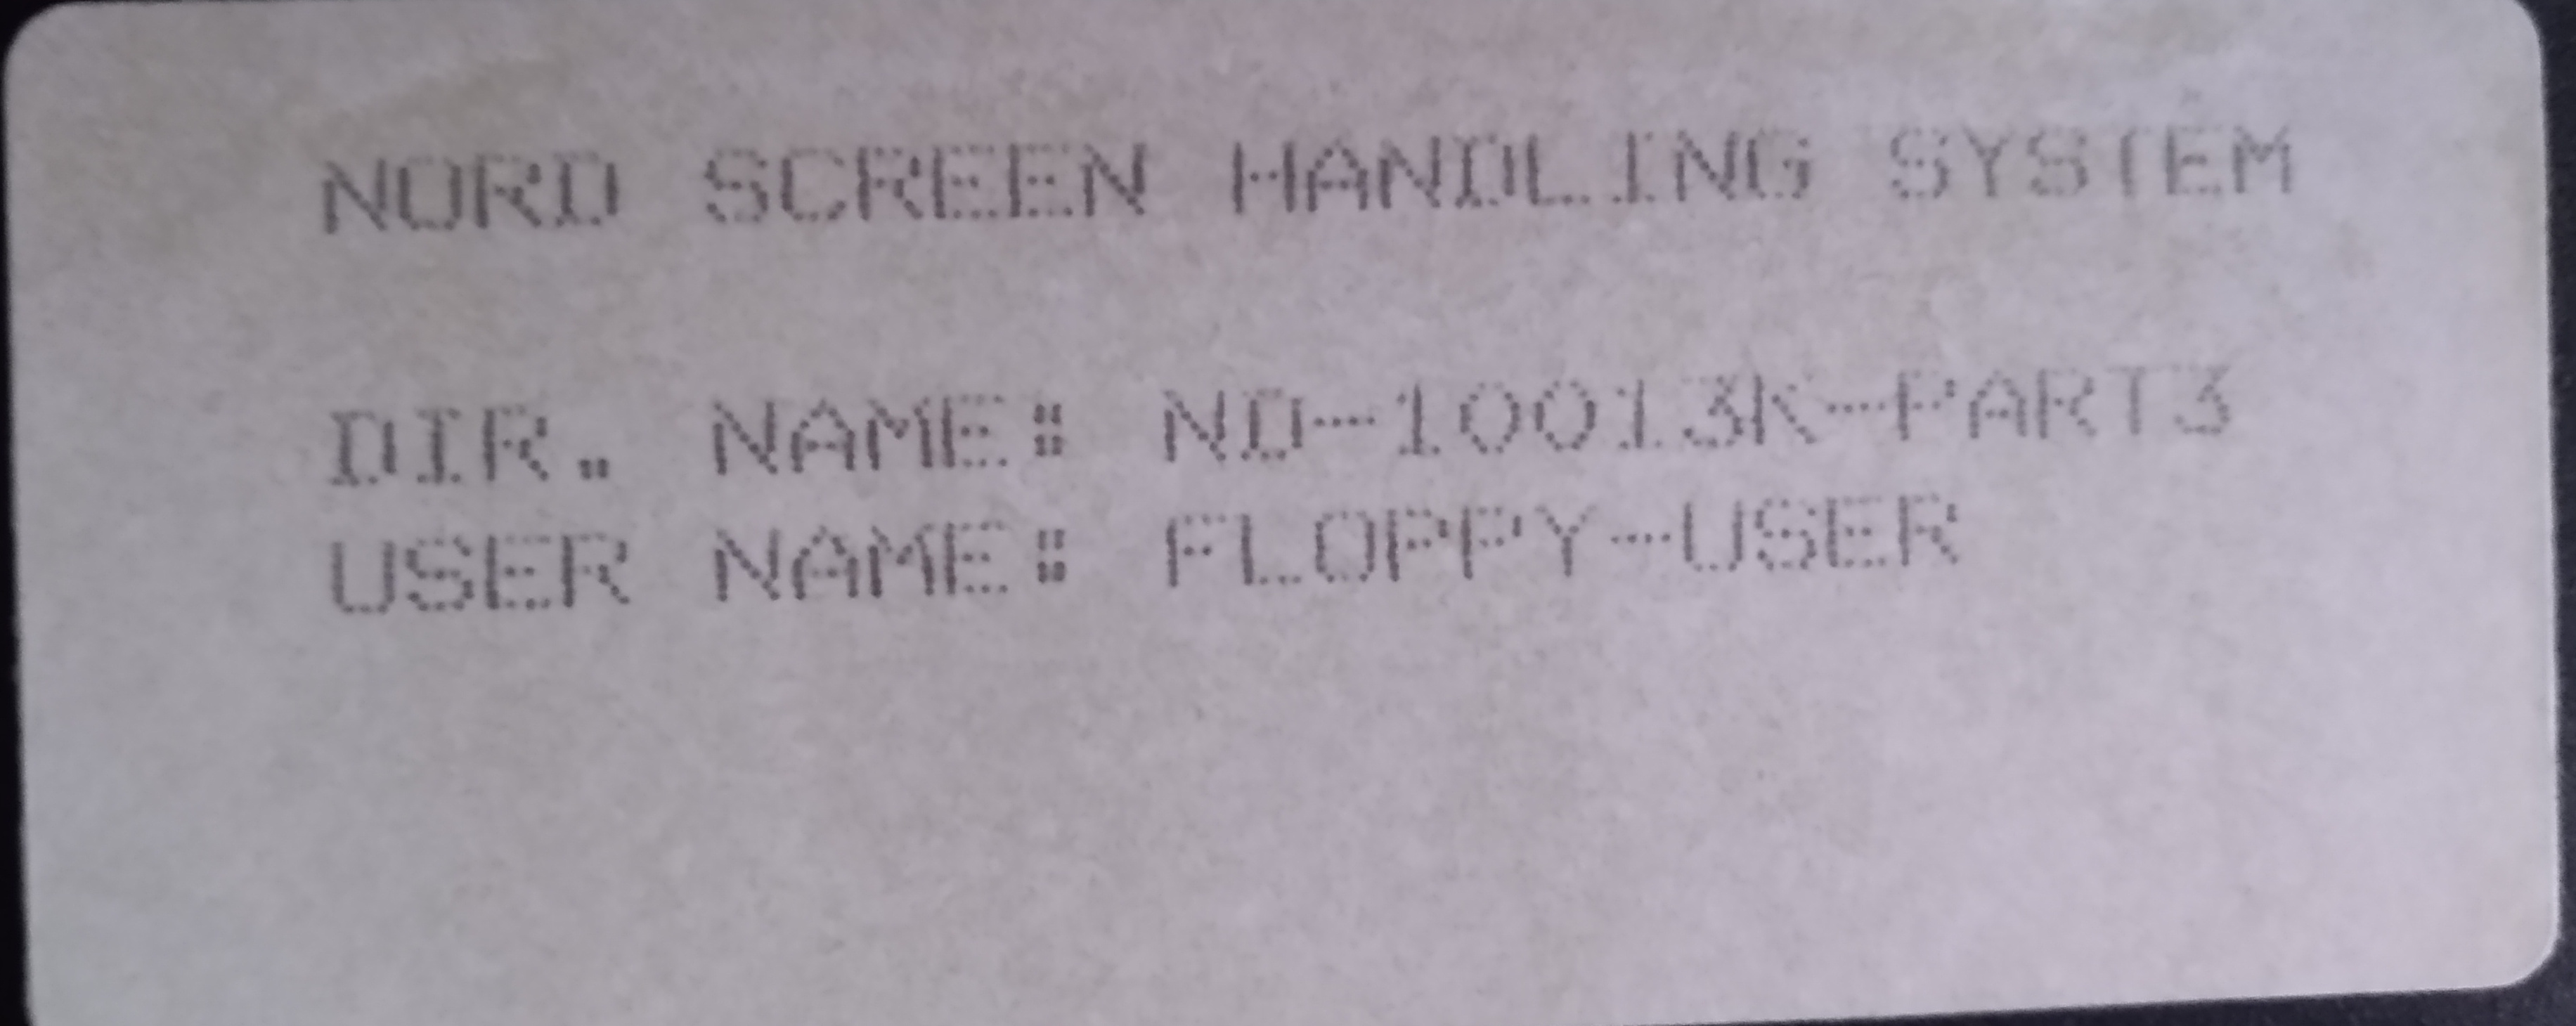 NORD SCREEN HANDLING SYSTEM
DIR. NAME: ND-10013K-PART3
USER NAME: FLOPPY-USER